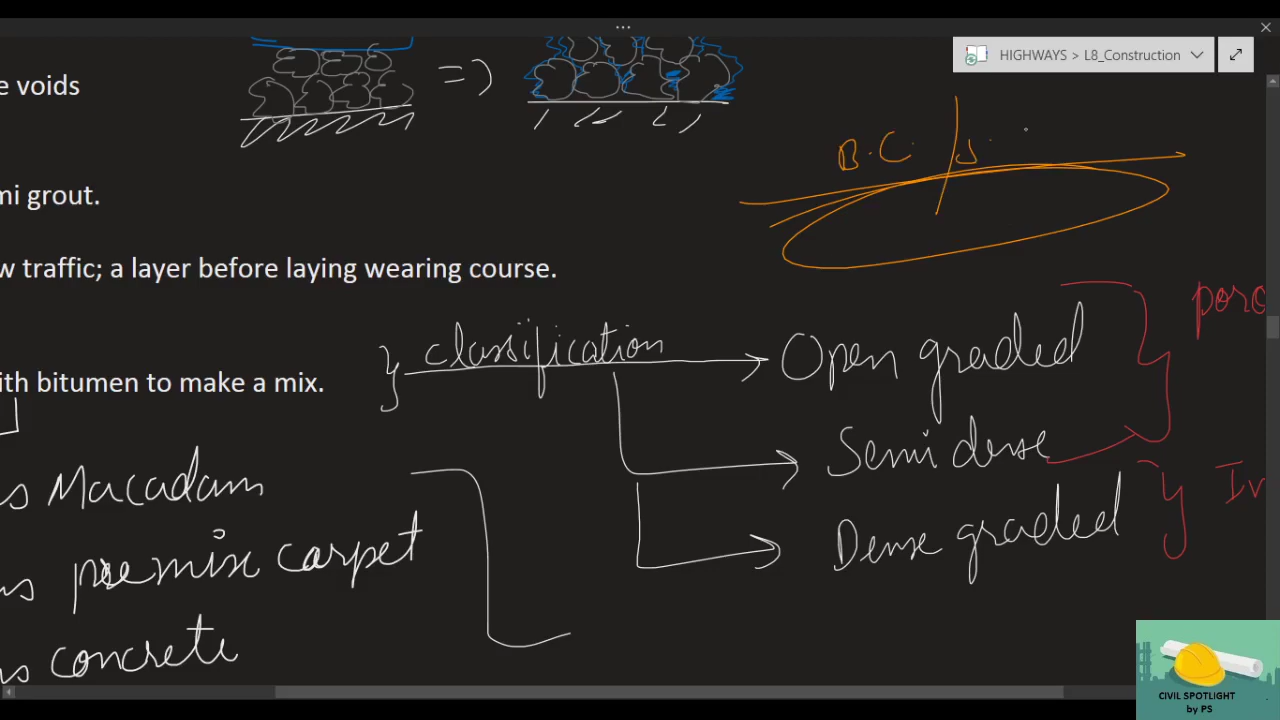 HIGHWAYS > L8_Construction
e voids
B.C.
mi grout.
w traffic; a layer before laying wearing course.
classification
Open graded
ith bitumen to make a mix.
Semi dense
s Macadam
Dense graded
premix carpet
concrete
CIVIL SPOTLIGHT
by PS